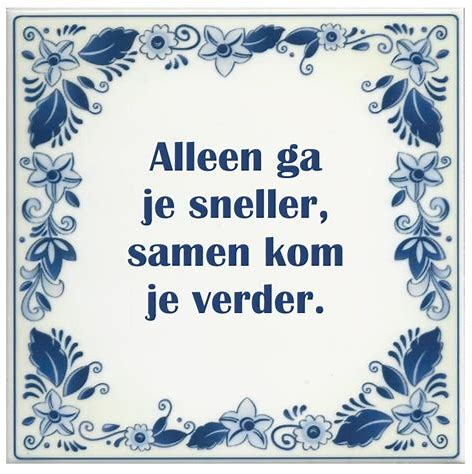 Alleen ga
je sneller,
samen kom
je verder.